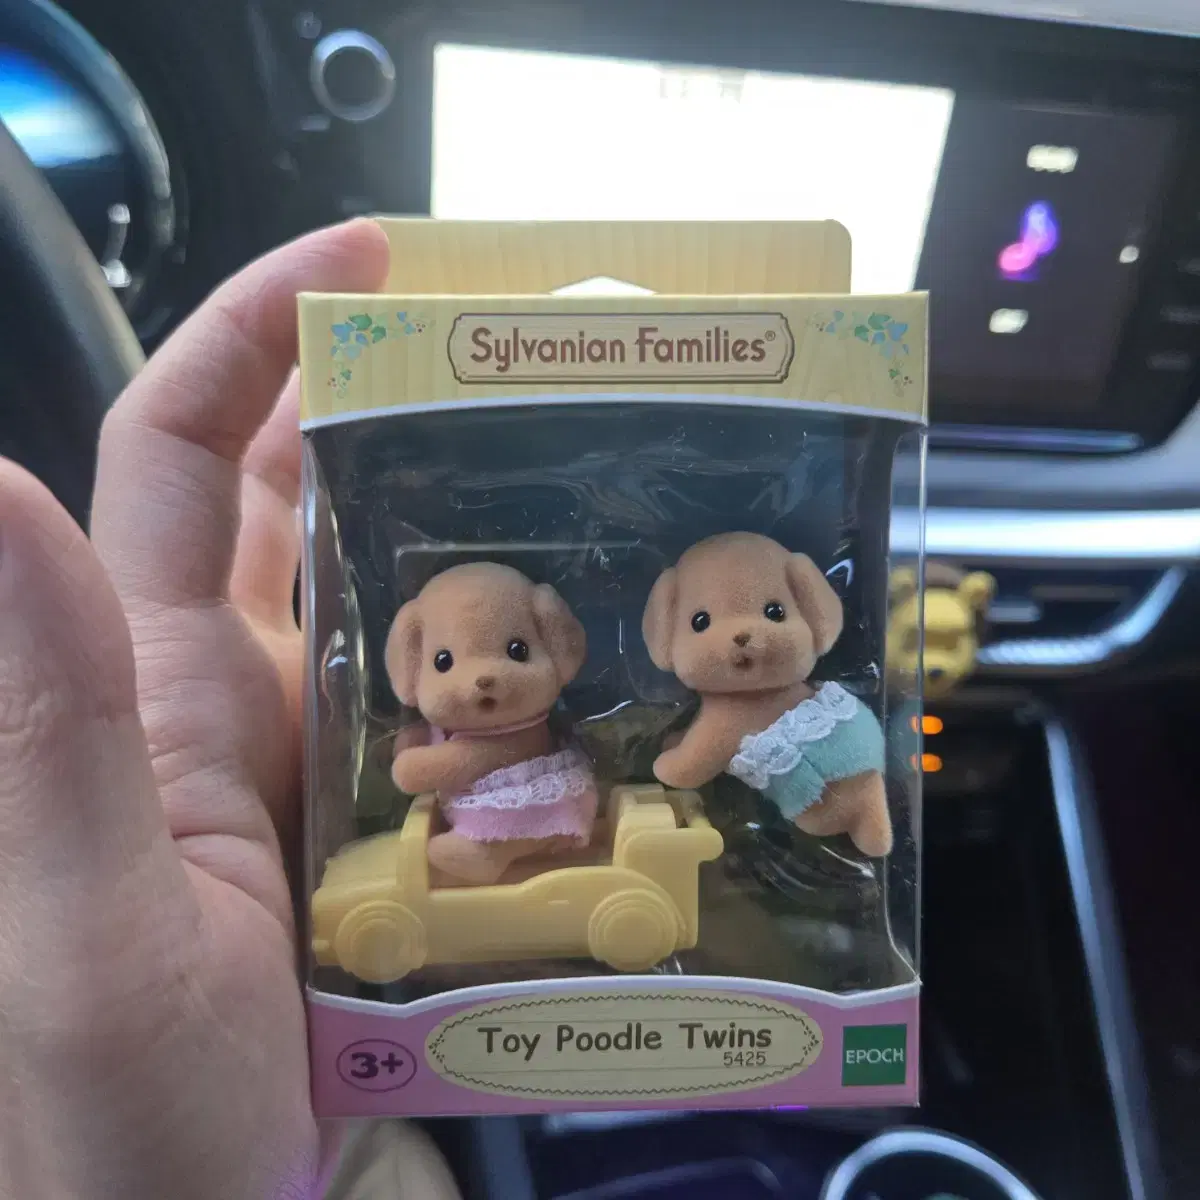 Sylvanian Families®
Toy Poodle Twins
5425
3+
EPOCH